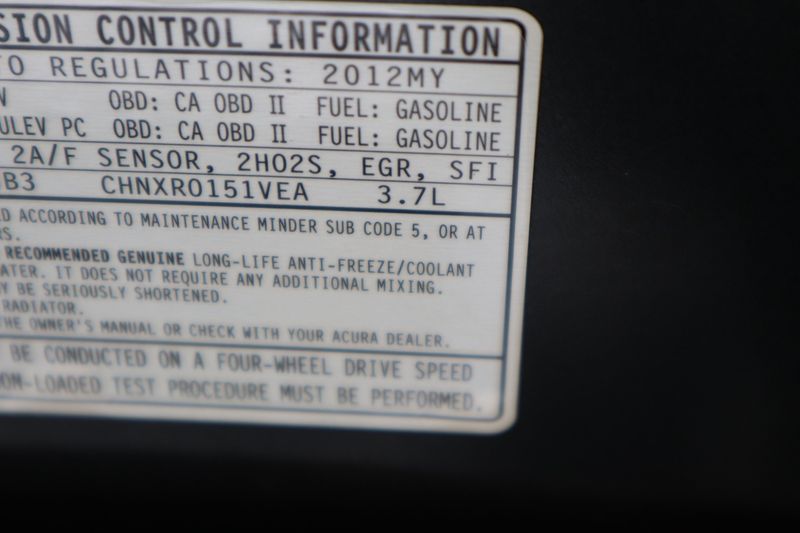 SION CONTROL INFORMATION
TO REGULATIONS: 2012MY
OBD: CA OBD II FUEL: GASOLINE
ULEV PC OBD: CA OBD II FUEL: GASOLINE
2A/F SENSOR, 2HO2S, EGR, SFI
B3 CHNXR0151VEA 3.7L
D ACCORDING TO MAINTENANCE MINDER SUB CODE 5, OR AT
RS.
RECOMMENDED GENUINE LONG-LIFE ANTI-FREEZE/COOLANT
ATER. IT DOES NOT REQUIRE ANY ADDITIONAL MIXING.
Y BE SERIOUSLY SHORTENED.
RADIATOR.
THE OWNER'S MANUAL OR CHECK WITH YOUR ACURA DEALER.
T BE CONDUCTED ON A FOUR-WHEEL DRIVE SPEED
ON-LOADED TEST PROCEDURE MUST BE PERFORMED.